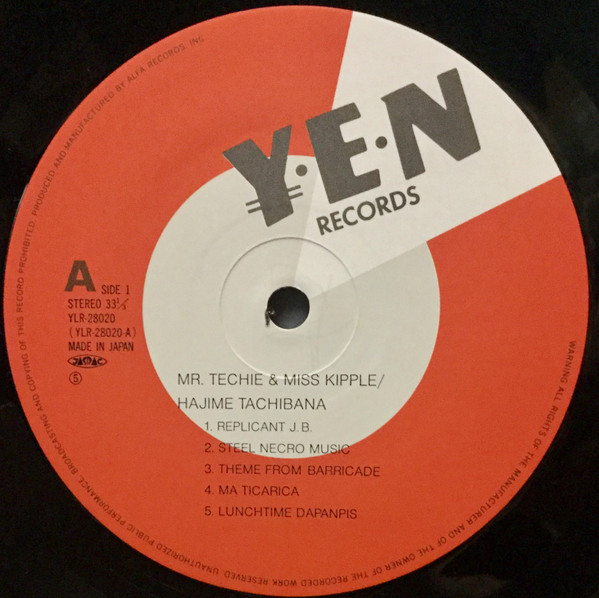 Y·E·N
RECORDS
A SIDE 1
STEREO 33⅓
YLR-28020
(YLR-28020-A)
MADE IN JAPAN
JASRAC
⑤
MR. TECHIE & MISS KIPPLE/
HAJIME TACHIBANA
1. REPLICANT J.B.
2. STEEL NECRO MUSIC
3. THEME FROM BARRICADE
4. MA TICARICA
5. LUNCHTIME DAPANPIS
WARNING ALL RIGHTS OF THE MANUFACTURER AND OF THE OWNER OF THE RECORDED WORK RESERVED. UNAUTHORIZED PUBLIC PERFORMANCE, BROADCASTING AND COPYING OF THIS RECORD PROHIBITED. PRODUCED AND MANUFACTURED BY ALFA RECORDS, INC.